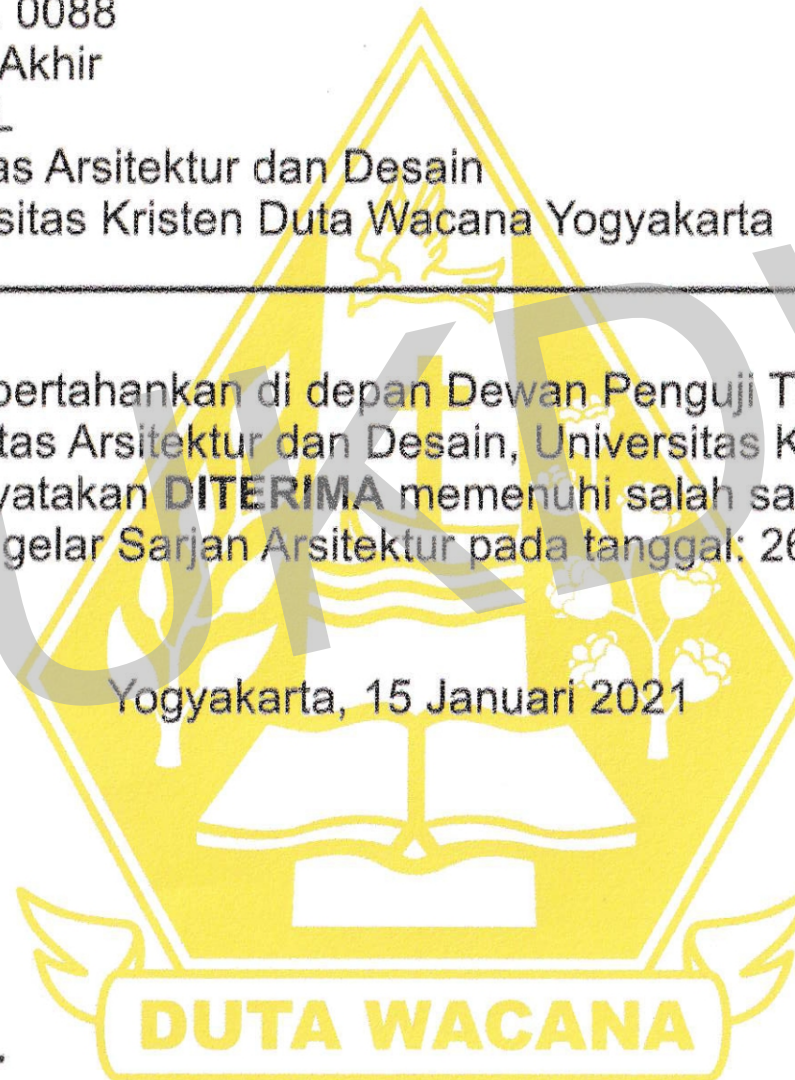 0088
Akhir
as Arsitektur dan Desain
sitas Kristen Duta Wacana Yogyakarta
pertahankan di depan Dewan Penguji T
tas Arsitektur dan Desain, Universitas K
yatakan DITERIMA memenuhi salah sa
gelar Sarjan Arsitektur pada tanggal: 26
Yogyakarta, 15 Januari 2021
DUTA WACANA
UKD